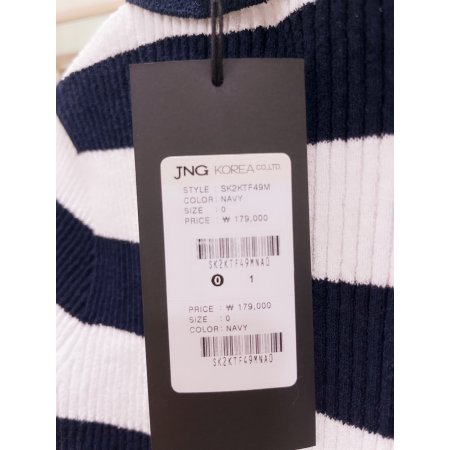 JNG KOREA CO.,LTD.
STYLE : SK2KTF49M
COLOR: NAVY
SIZE : 0
PRICE : ₩ 179,000
SK2KTF49MNA0
0 1
PRICE : ₩ 179,000
SIZE : 0
COLOR: NAVY
SK2KTF49MNA0